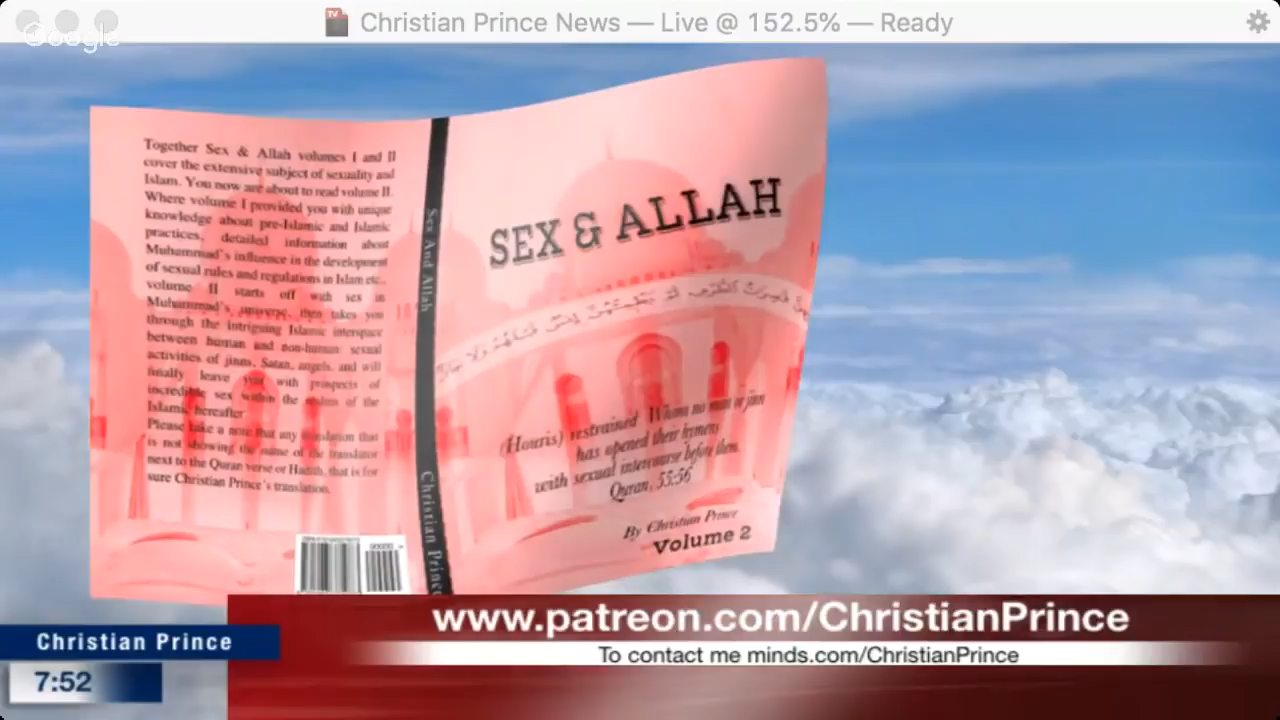 Christian Prince News — Live @ 152.5% — Ready
Google
Together Sex & Allah volumes I and II
cover the extensive subject of sexuality and
Islam. You now are about to read volume II.
Where volume I provided you with unique
knowledge about pre-Islamic and Islamic
practices, detailed information about
Muhammad's influence in the development
of sexual rules and regulations in Islam etc.,
volume II starts off with sex in
Muhammad's universe, then takes you
through the intriguing Islamic interspace
between human and non-human: sexual
activities of jinns, Satan, angels, and will
finally leave you with prospects of
incredible sex within the realms of the
Islamic hereafter
Please take a note that any translation that
is not showing the name of the translator
next to the Quran verse or Hadith, that is for
sure Christian Prince's translation.
Sex And Allah
Christian Prince
SEX & ALLAH
(Houris) restrained Whom no man or jinn
has opened their hymens
with sexual intercourse before them.
Quran, 55:56
By Christian Prince
Volume 2
www.patreon.com/ChristianPrince
Christian Prince
To contact me minds.com/ChristianPrince
7:52